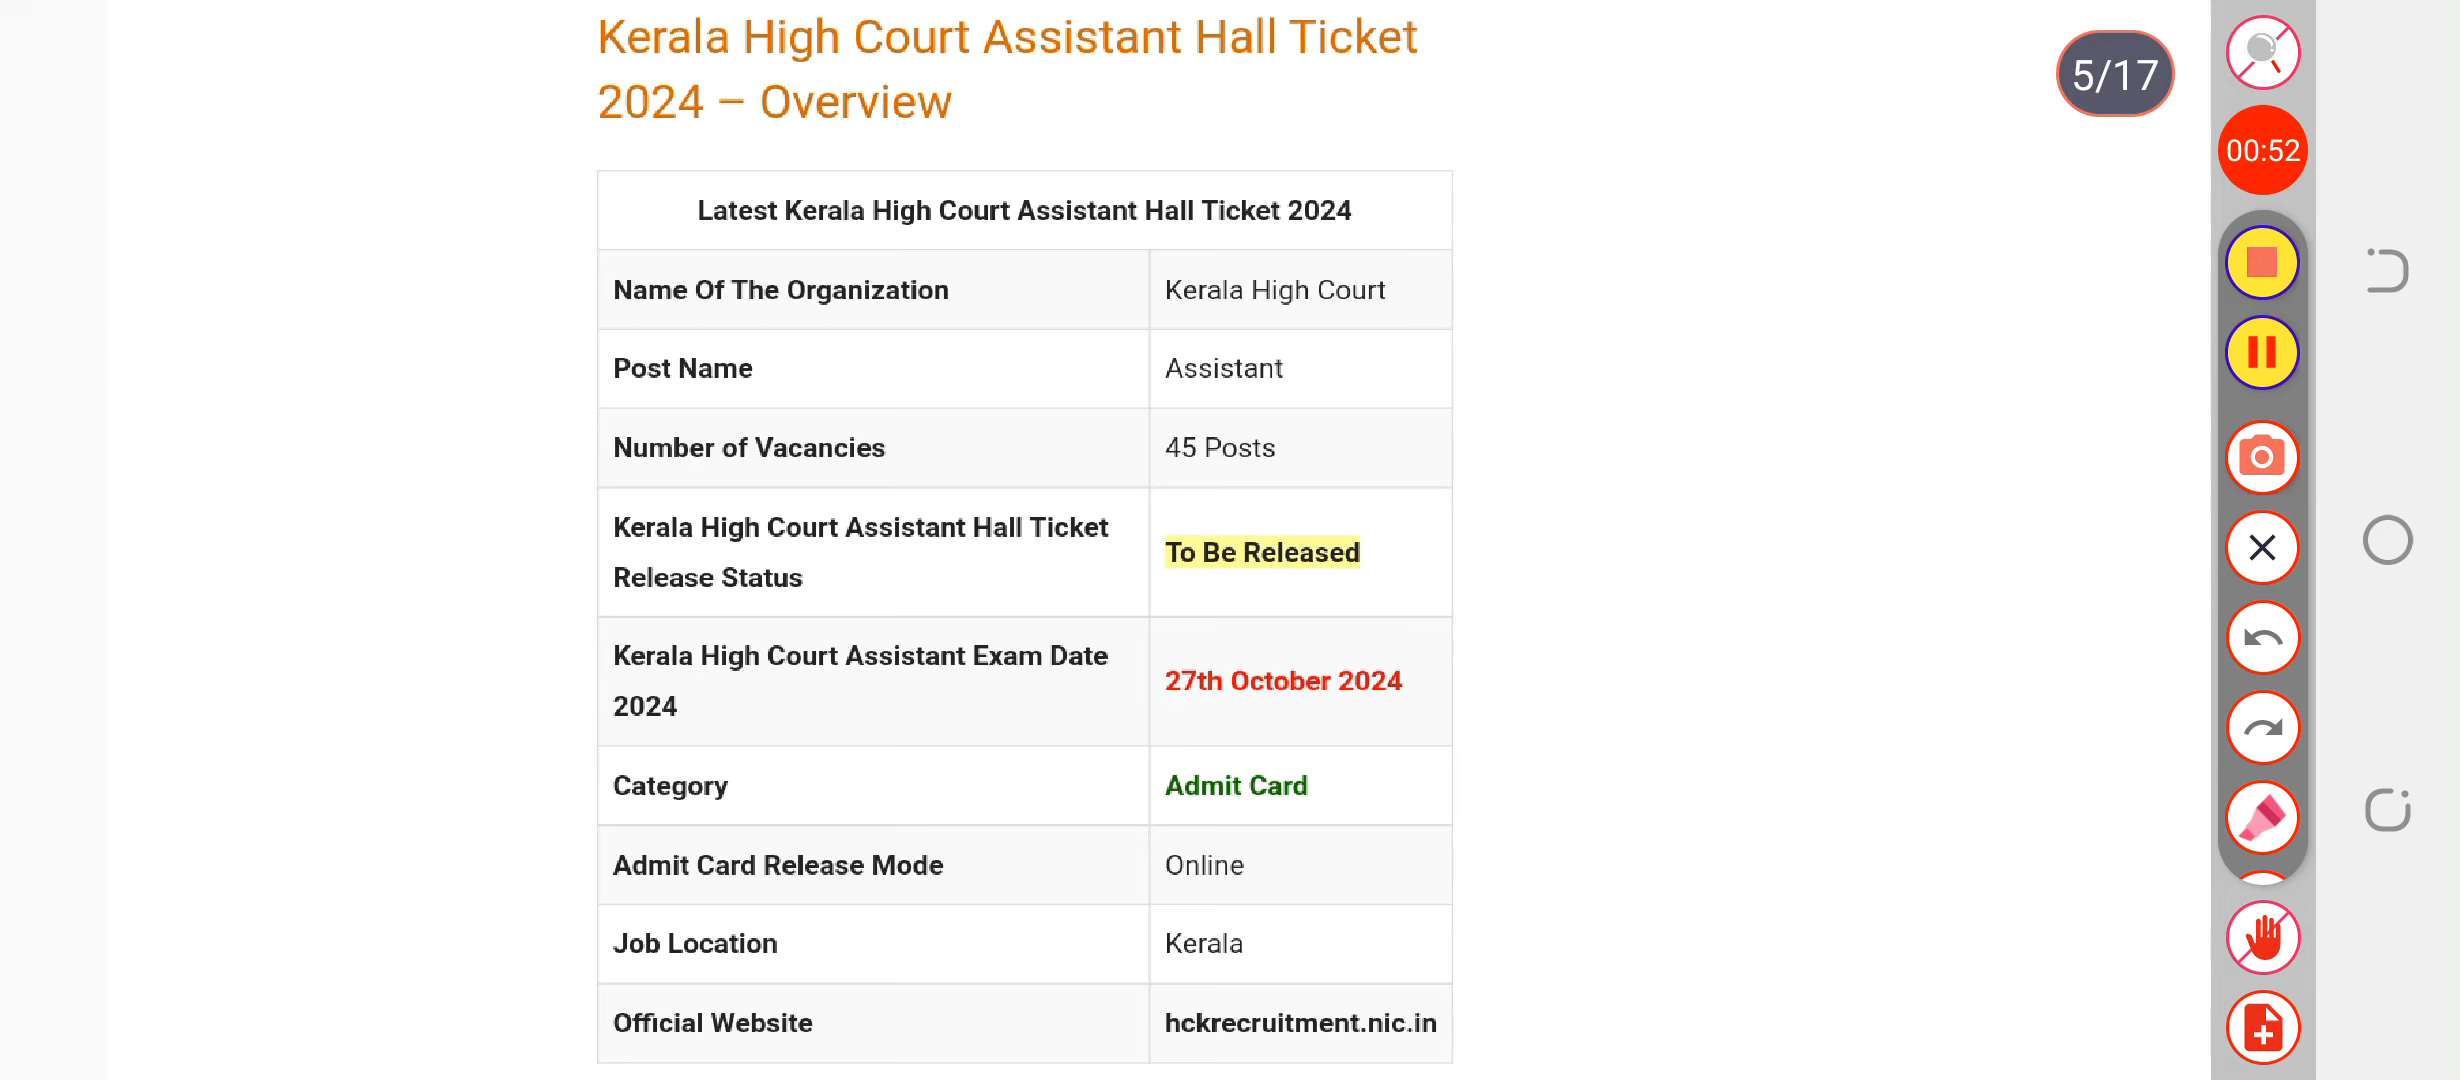 Kerala High Court Assistant Hall Ticket
2024 – Overview
5/17
00:52
Latest Kerala High Court Assistant Hall Ticket 2024
Name Of The Organization Kerala High Court
Post Name Assistant
Number of Vacancies 45 Posts
Kerala High Court Assistant Hall Ticket
Release Status
To Be Released
Kerala High Court Assistant Exam Date
2024
27th October 2024
Category Admit Card
Admit Card Release Mode Online
Job Location Kerala
Official Website hckrecruitment.nic.in